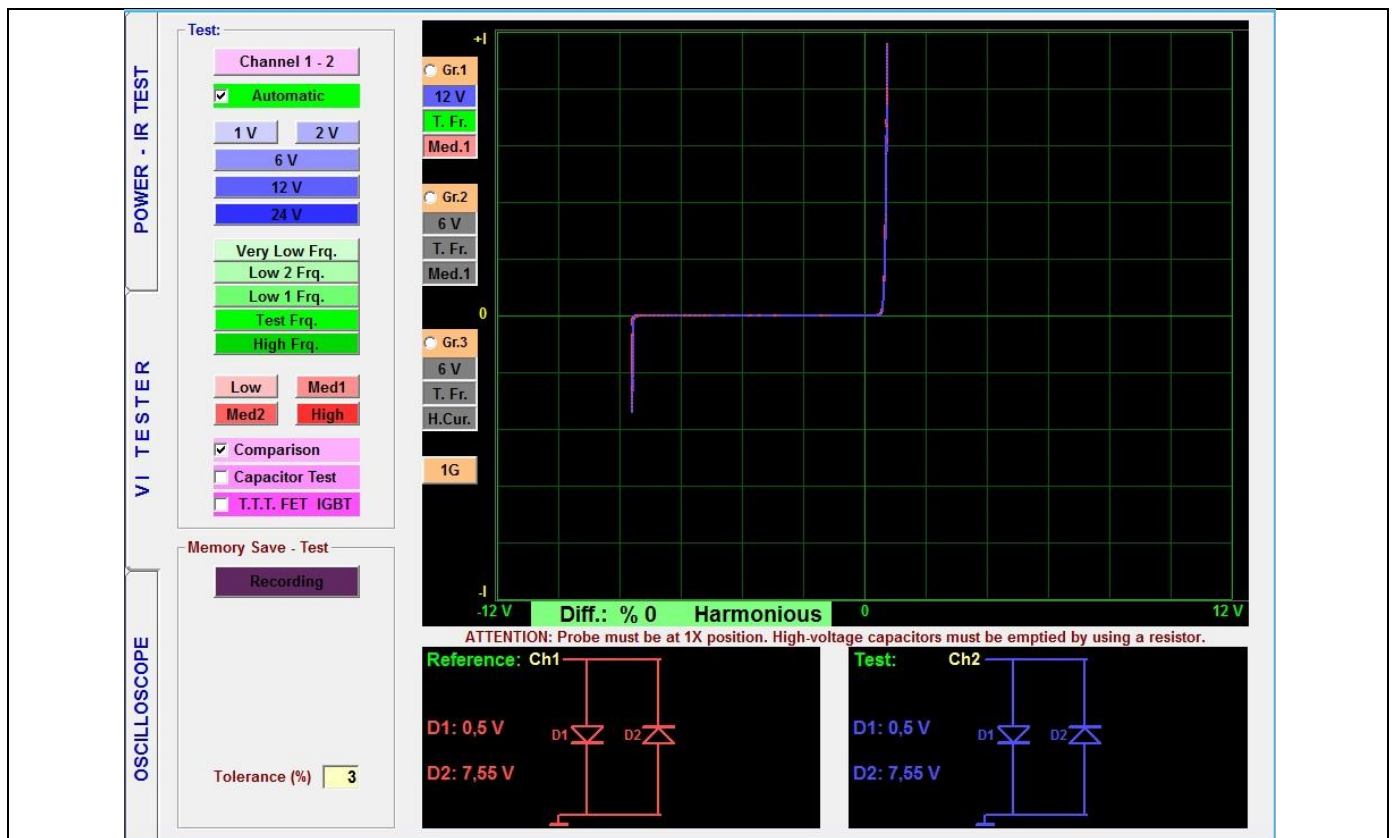 POWER - IR TEST
VI TESTER
OSCILLOSCOPE
Test:
Channel 1 - 2
Automatic
1 V 2 V
6 V
12 V
24 V
Very Low Frq.
Low 2 Frq.
Low 1 Frq.
Test Frq.
High Frq.
Low Med1
Med2 High
Comparison
Capacitor Test
T.T.T. FET IGBT
Memory Save - Test
Recording
Tolerance (%) 3
+I
Gr.1
12 V
T. Fr.
Med.1
Gr.2
6 V
T. Fr.
Med.1
0
Gr.3
6 V
T. Fr.
H.Cur.
1G
-I
-12 V Diff.: % 0 Harmonious 0 12 V
ATTENTION: Probe must be at 1X position. High-voltage capacitors must be emptied by using a resistor.
Reference: Ch1
D1: 0,5 V D1 D2
D2: 7,55 V
Test: Ch2
D1: 0,5 V D1 D2
D2: 7,55 V